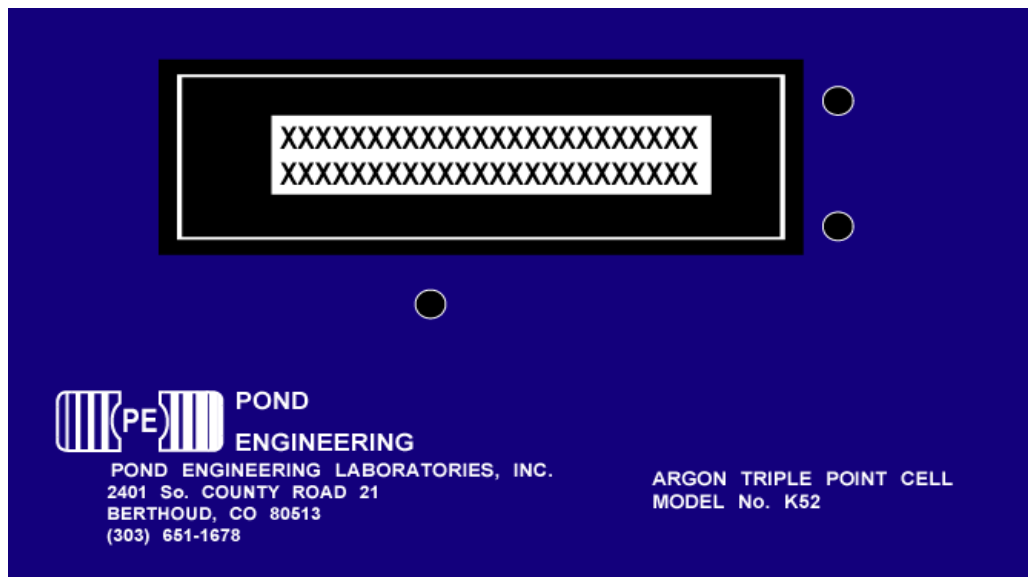 XXXXXXXXXXXXXXXXXXXXXXXX
XXXXXXXXXXXXXXXXXXXXXXXX
PE
POND
ENGINEERING
POND ENGINEERING LABORATORIES, INC.
2401 So. COUNTY ROAD 21
BERTHOUD, CO 80513
(303) 651-1678
ARGON TRIPLE POINT CELL
MODEL No. K52